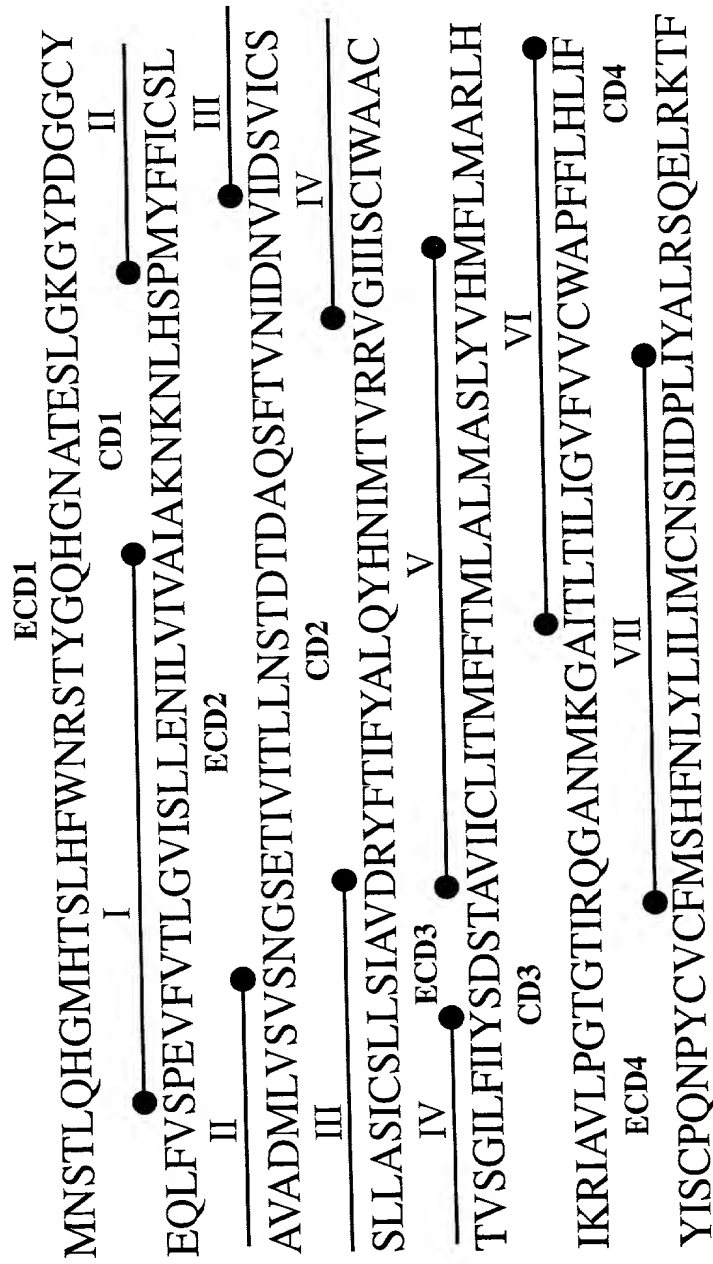 ECD1
MNSTLQHGMHTSLHFWNRSTYGQHGNATESLGKGYPDGGCY
I CD1 II
EQLFVSPEVFVTLGVISLLENILVIVAIAKNKNLHSPMYFFICSL
II ECD2 III
AVADMLVSVSNGSETIVITLLNSTDTDAQSFTVNIDNVIDSVICS
III CD2 IV
SLLASICSLLSIAVDRYFTIFYALQYHNIMTVRRVGIIISCIWAAC
IV ECD3 V
TVSGILFIIYSDSTAVIICLITMFFTMLALMASLYVHMFLMARLH
CD3 VI
IKRIAVLPGTGTIRQGANMKGAITLTILIGVFVVCWAPFFLHLIF
ECD4 VII CD4
YISCPQNPYCVCFMSHFNLYLILIMCNSIIDPLIYALRSQELRKTF